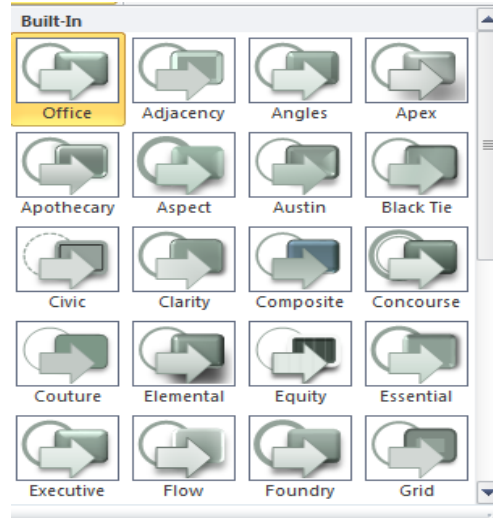 Built-In
Office Adjacency Angles Apex
Apothecary Aspect Austin Black Tie
Civic Clarity Composite Concourse
Couture Elemental Equity Essential
Executive Flow Foundry Grid